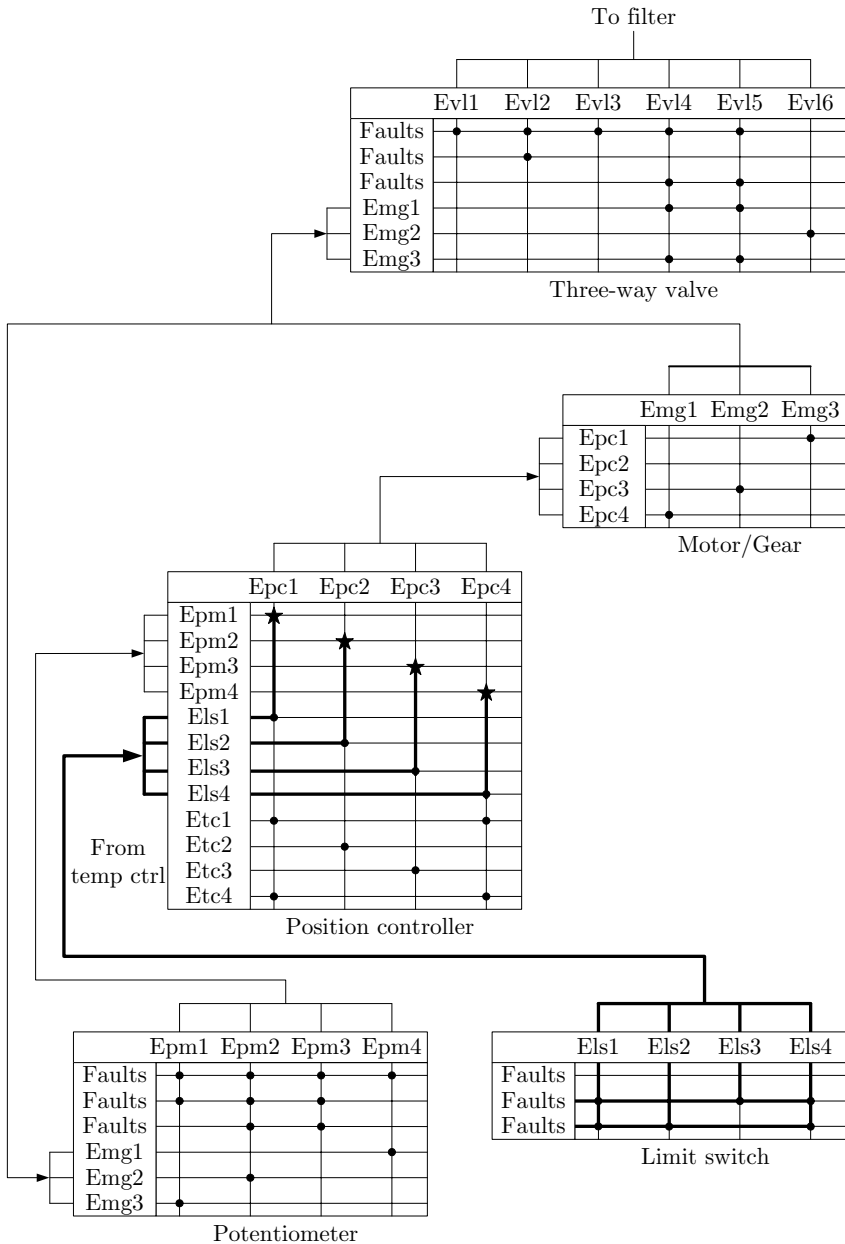 To filter
Evl1 Evl2 Evl3 Evl4 Evl5 Evl6
Faults
Faults
Faults
Emg1
Emg2
Emg3
Three-way valve
Emg1 Emg2 Emg3
Epc1
Epc2
Epc3
Epc4
Motor/Gear
Epc1 Epc2 Epc3 Epc4
Epm1
Epm2
Epm3
Epm4
Els1
Els2
Els3
Els4
Etc1
Etc2
Etc3
Etc4
From
temp ctrl
Position controller
Epm1 Epm2 Epm3 Epm4
Faults
Faults
Faults
Emg1
Emg2
Emg3
Potentiometer
Els1 Els2 Els3 Els4
Faults
Faults
Faults
Limit switch